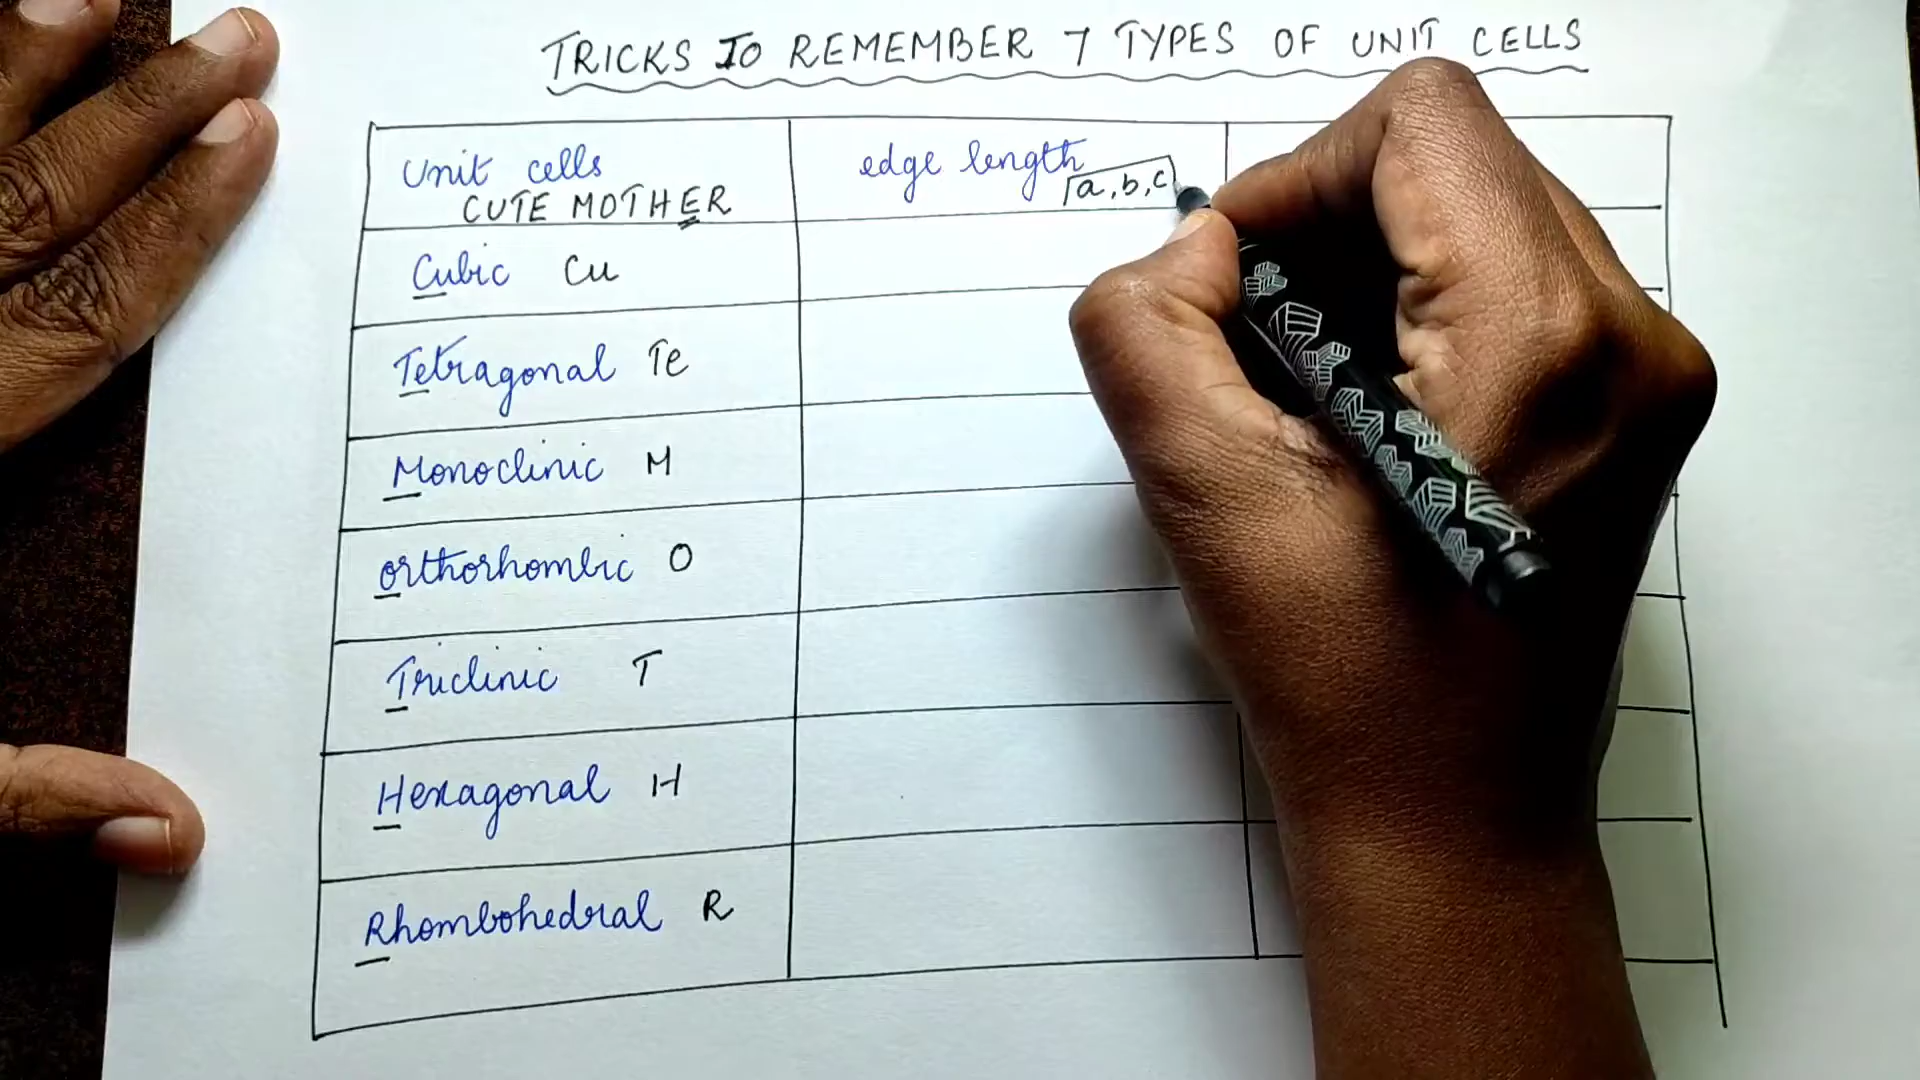 TRICKS TO REMEMBER 7 TYPES OF UNIT CELLS
Unit cells
CUTE MOTHER
edge length
a, b, c
Cubic Cu
Tetragonal Te
Monoclinic M
orthorhombic O
Triclinic T
Hexagonal H
Rhombohedral R